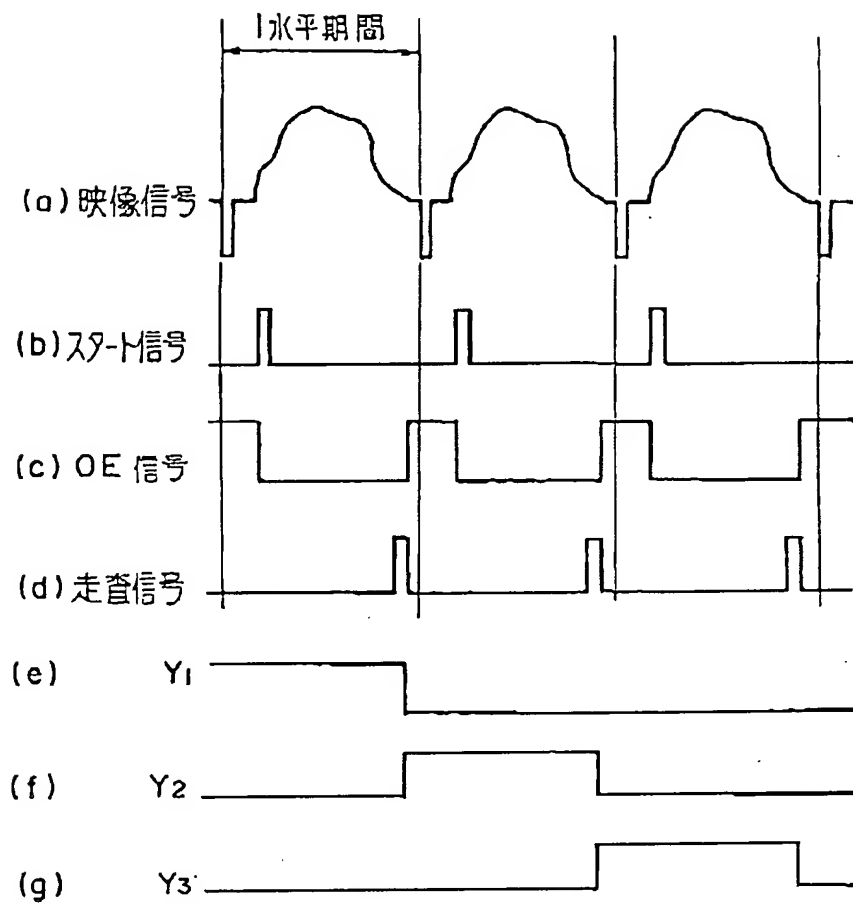 1水平期間
(a)映像信号
(b)スタート信号
(c) OE 信号
(d)走査信号
(e) Y1
(f) Y2
(g) Y3